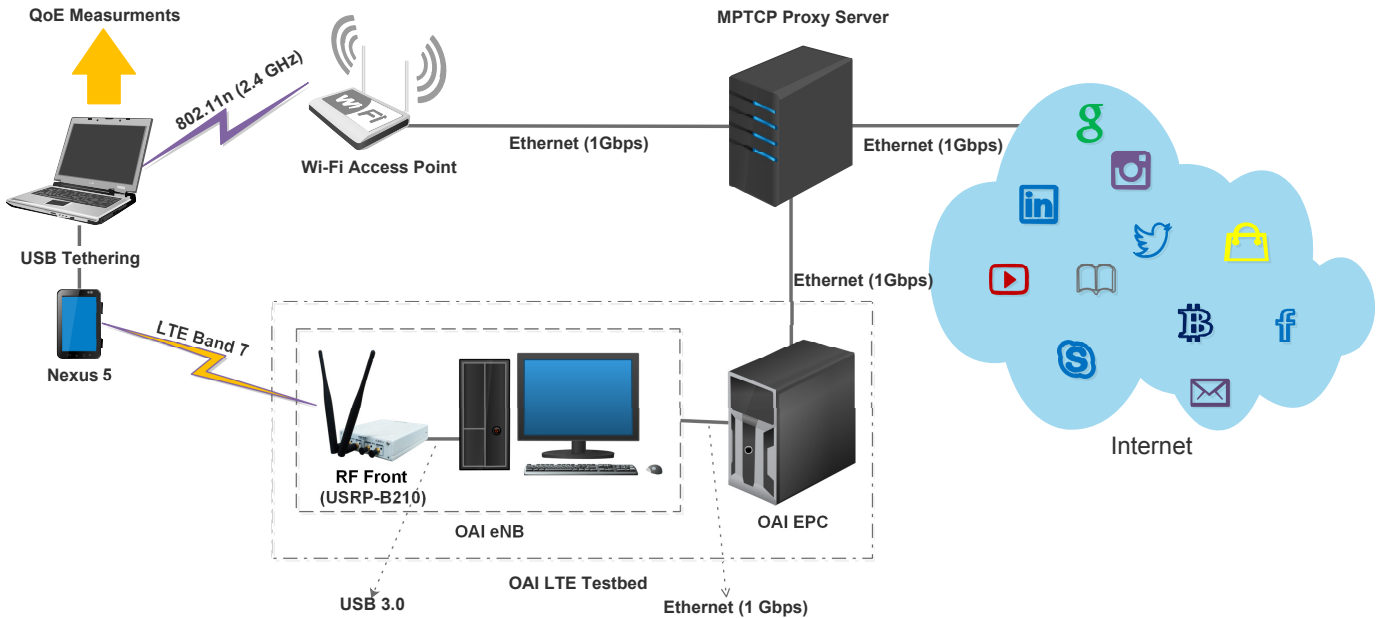 QoE Measurments
MPTCP Proxy Server
802.11n (2.4 GHz)
WiFi
Ethernet (1Gbps)
Ethernet (1Gbps)
Wi-Fi Access Point
g
in
USB Tethering
Ethernet (1Gbps)
LTE Band 7
Nexus 5
f
S
RF Front
(USRP-B210)
Internet
OAI eNB
OAI EPC
OAI LTE Testbed
USB 3.0
Ethernet (1 Gbps)